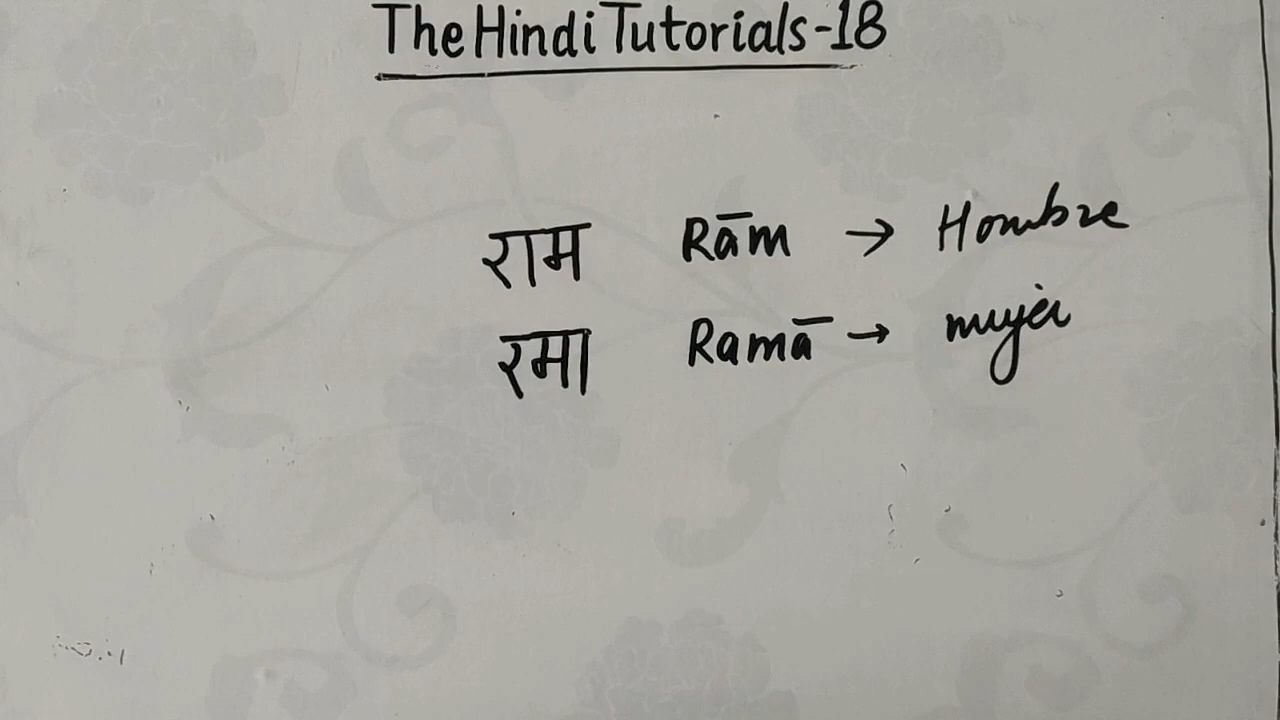 The Hindi Tutorials-18
राम Rām → Hombre
रमा Ramā → mujer